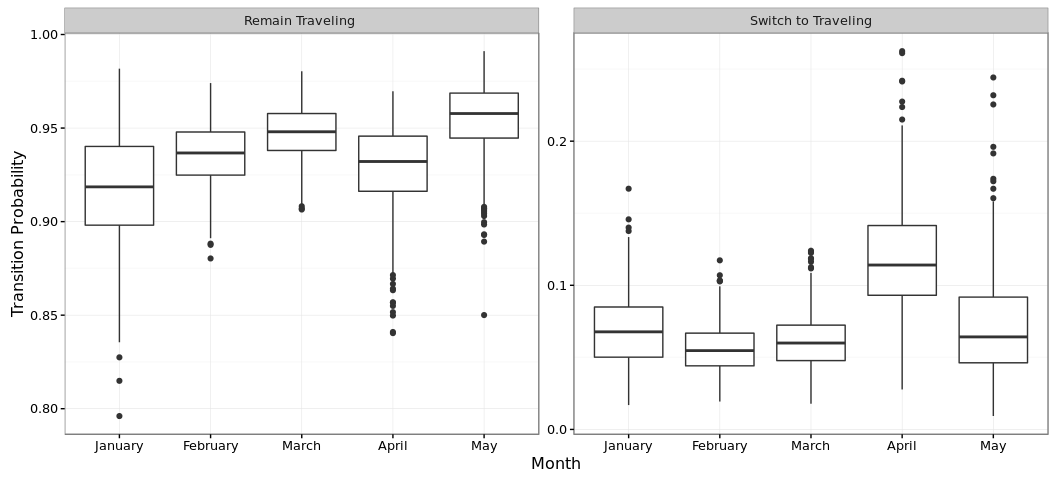 Remain Traveling
Switch to Traveling
Transition Probability
1.00
0.95
0.90
0.85
0.80
0.2
0.1
0.0
January February March April May
January February March April May
Month